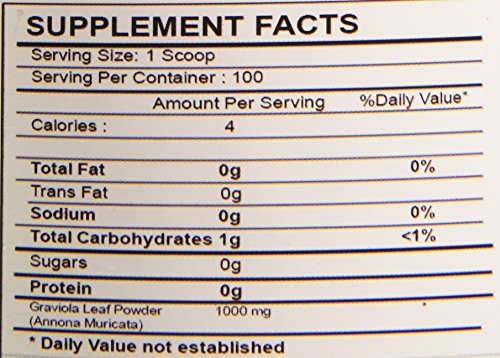 SUPPLEMENT FACTS
Serving Size: 1 Scoop
Serving Per Container : 100
Amount Per Serving %Daily Value*
Calories : 4
Total Fat 0g 0%
Trans Fat 0g
Sodium 0g 0%
Total Carbohydrates 1g <1%
Sugars 0g
Protein 0g
Graviola Leaf Powder 1000 mg *
(Annona Muricata)
* Daily Value not established